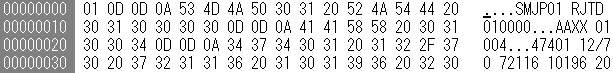 00000000 01 0D 0D 0A 53 4D 4A 50 30 31 20 52 4A 54 44 20 ....SMJP01 RJTD
00000010 30 31 30 30 30 30 0D 0D 0A 41 41 58 58 20 30 31 010000...AAXX 01
00000020 30 30 34 0D 0D 0A 34 37 34 30 31 20 31 32 2F 37 004...47401 12/7
00000030 30 20 37 32 31 31 36 20 31 30 31 39 36 20 32 30 0 72116 10196 20